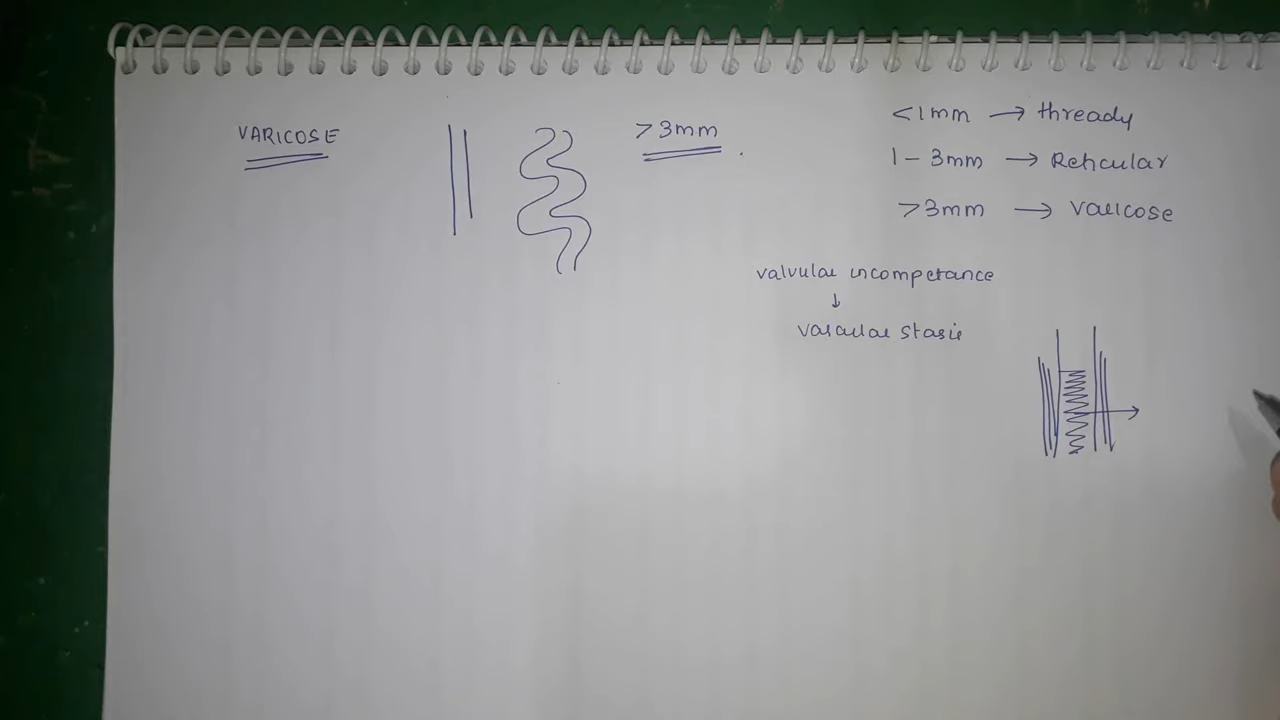 VARICOSE
>3mm
<1mm → thready
1-3mm → Reticular
>3mm → Varicose
valvular incompetance
↓
vascular stasis